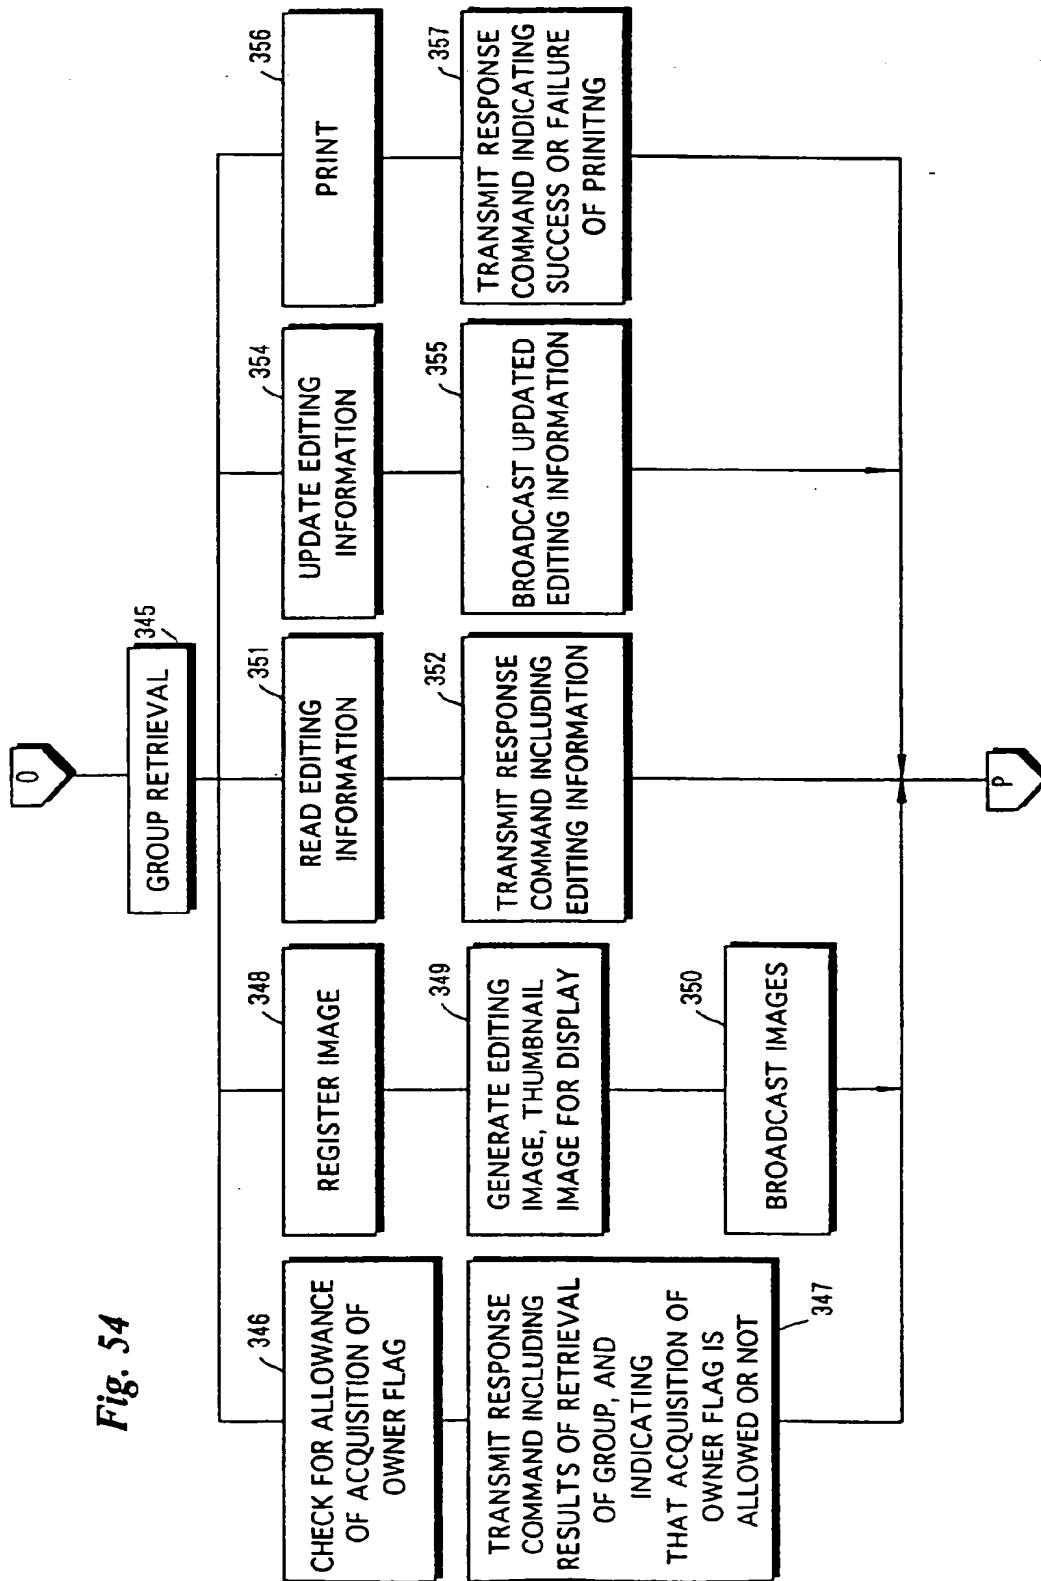 Fig. 54
O
GROUP RETRIEVAL
345
346
CHECK FOR ALLOWANCE
OF ACQUISITION OF
OWNER FLAG
TRANSMIT RESPONSE
COMMAND INCLUDING
RESULTS OF RETRIEVAL
OF GROUP, AND
INDICATING
THAT ACQUISITION OF
OWNER FLAG IS
ALLOWED OR NOT
347
348
REGISTER IMAGE
349
GENERATE EDITING
IMAGE, THUMBNAIL
IMAGE FOR DISPLAY
350
BROADCAST IMAGES
351
READ EDITING
INFORMATION
352
TRANSMIT RESPONSE
COMMAND INCLUDING
EDITING INFORMATION
354
UPDATE EDITING
INFORMATION
355
BROADCAST UPDATED
EDITING INFORMATION
356
PRINT
357
TRANSMIT RESPONSE
COMMAND INDICATING
SUCCESS OR FAILURE
OF PRINITNG
P